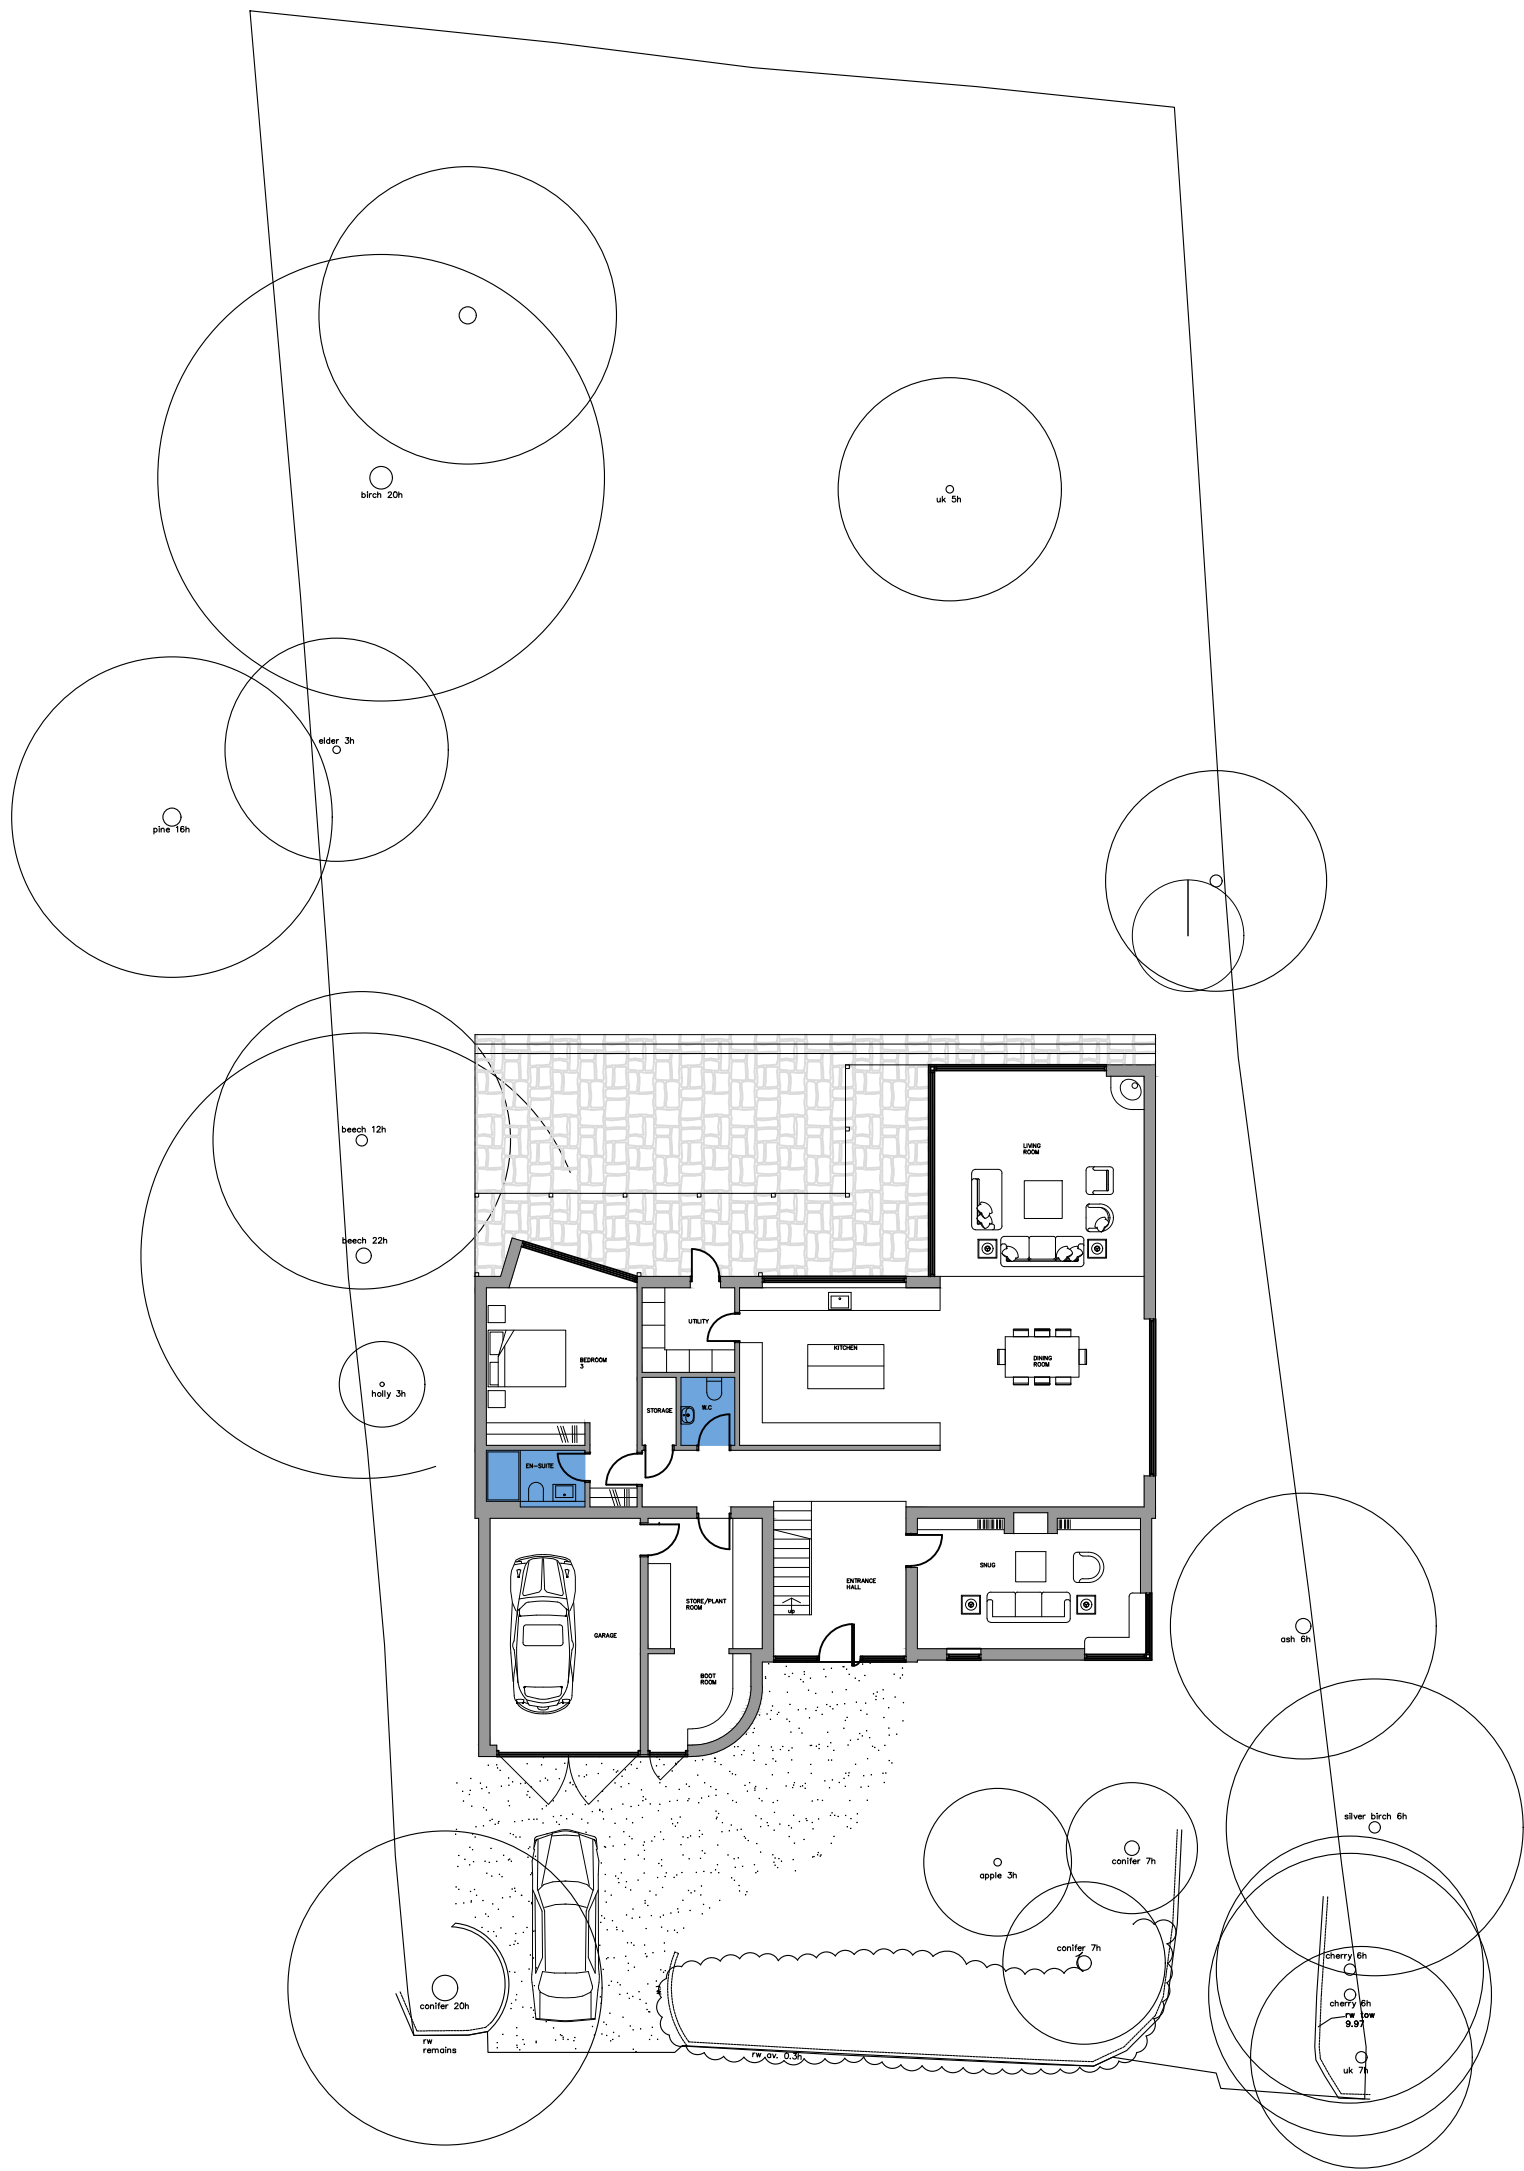 birch 20h
uk 5h
elder 3h
pine 16h
beech 12h
LIVING
ROOM
beech 22h
UTILITY
KITCHEN
DINING
ROOM
BEDROOM
3
holly 3h
STORAGE
W.C
EN-SUITE
SNUG
ENTRANCE
HALL
STORE/PLANT
ROOM
up
GARAGE
ash 6h
BOOT
ROOM
silver birch 6h
conifer 7h
apple 3h
conifer 7h
cherry 6h
conifer 20h
cherry 6h
rw low
9.97
rw
remains
rw av. 0.3h
uk 7h